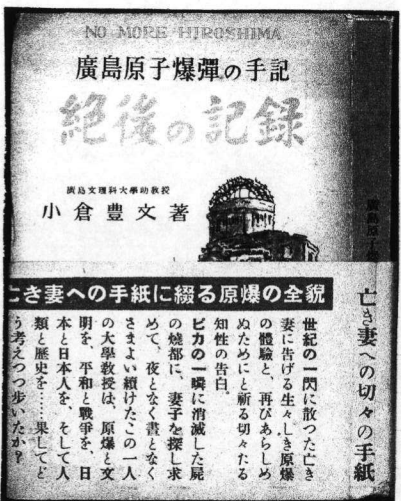 NO MORE HIROSHIMA
廣島原子爆彈の手記
絶後の記録
廣島文理科大學助教授
小倉豊文著
廣島原子
亡き妻への手紙に綴る原爆の全貌
世紀の一閃に散つた亡き
妻に告げる生々しき原爆
の體驗と、再びあらしめ
ぬためにと祈る切々たる
知性の告白。
ピカの一瞬に消滅した屍
の燒都に、妻子を探し求
めて、夜となく晝となく
さまよい續けたこの一人
の大學教授は、原爆と文
明を、平和と戰爭を、日
本と日本人を、そして人
類と歴史を……果してど
う考えつつ歩いたか?
亡き妻への切々の手紙